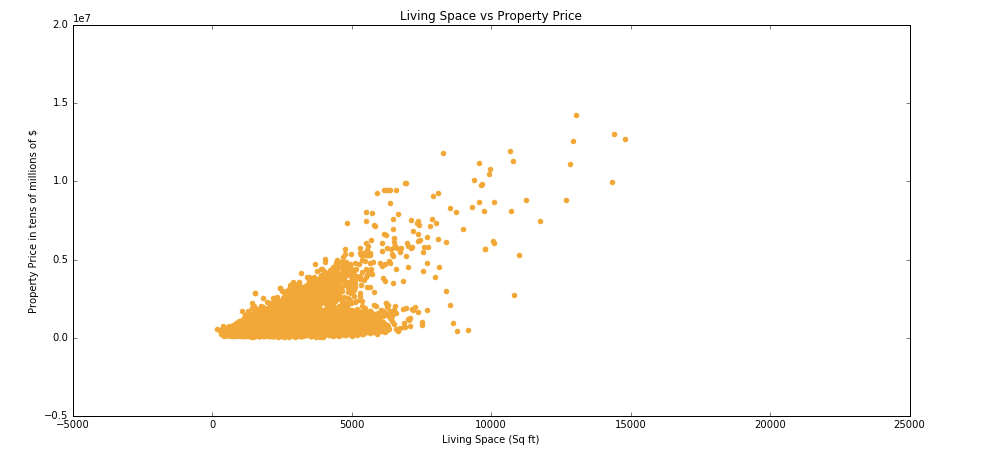 Living Space vs Property Price
1e7
2.0
1.5
1.0
0.5
0.0
−0.5
Property Price in tens of millions of $
−5000 0 5000 10000 15000 20000 25000
Living Space (Sq ft)